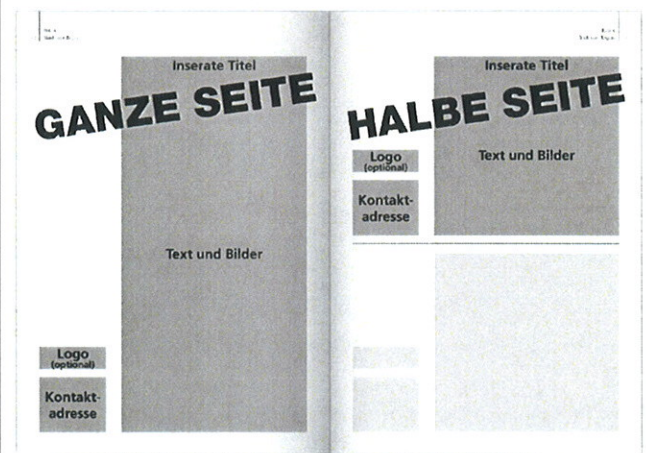 Inserate Titel
GANZE SEITE
Text und Bilder
Logo
(optional)
Kontakt-
adresse
Inserate Titel
HALBE SEITE
Logo
(optional)
Text und Bilder
Kontakt-
adresse